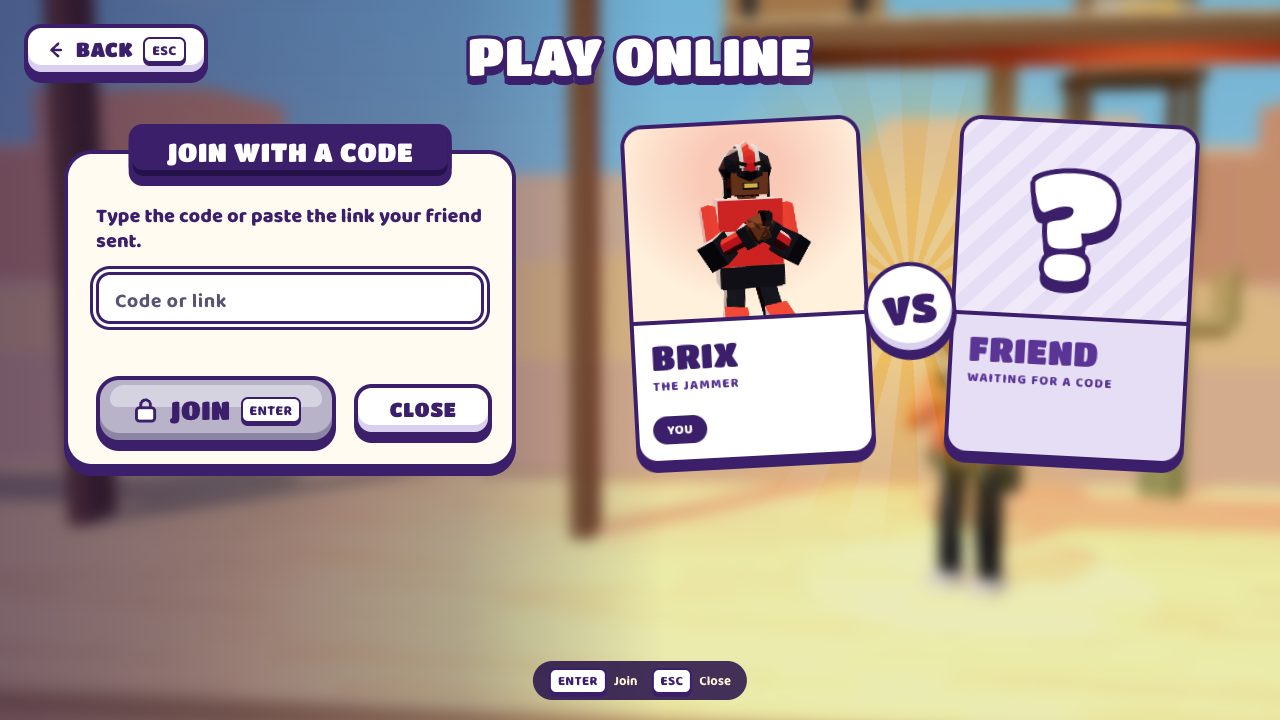 BACK ESC
PLAY ONLINE
JOIN WITH A CODE
Type the code or paste the link your friend
sent.
Code or link
JOIN ENTER
CLOSE
BRIX
THE JAMMER
YOU
VS
?
FRIEND
WAITING FOR A CODE
ENTER Join ESC Close